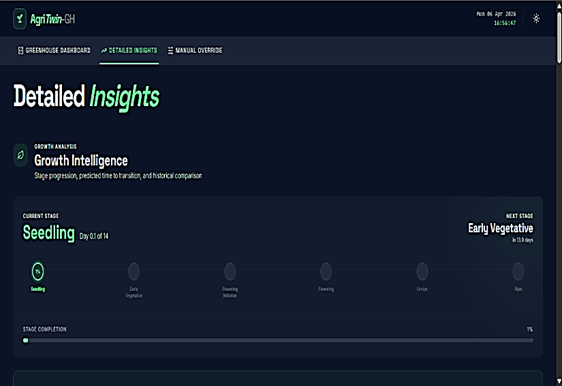 AgriTwin-GH
Mon 06 Apr 2026
16:56:47
GREENHOUSE DASHBOARD
DETAILED INSIGHTS
MANUAL OVERRIDE
Detailed Insights
GROWTH ANALYSIS
Growth Intelligence
Stage progression, predicted time to transition, and historical comparison
CURRENT STAGE
Seedling Day 0.1 of 14
NEXT STAGE
Early Vegetative
in 13.9 days
1%
Seedling
Early
Vegetative
Flowering
Initiation
Flowering
Unripe
Ripe
STAGE COMPLETION
1%